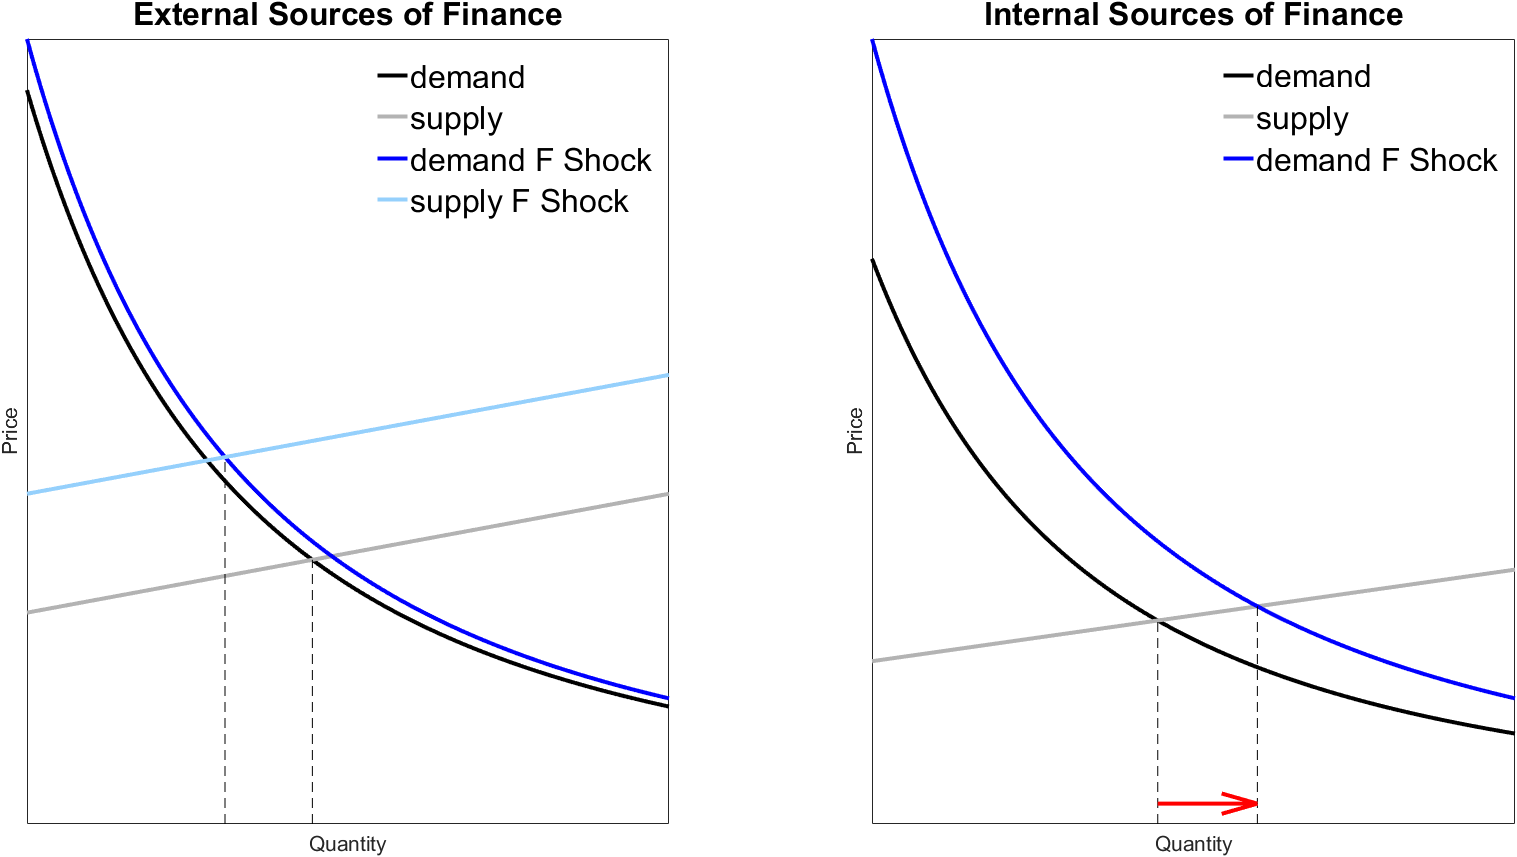 External Sources of Finance
demand
supply
demand F Shock
supply F Shock
Price
Quantity
Internal Sources of Finance
demand
supply
demand F Shock
Price
Quantity